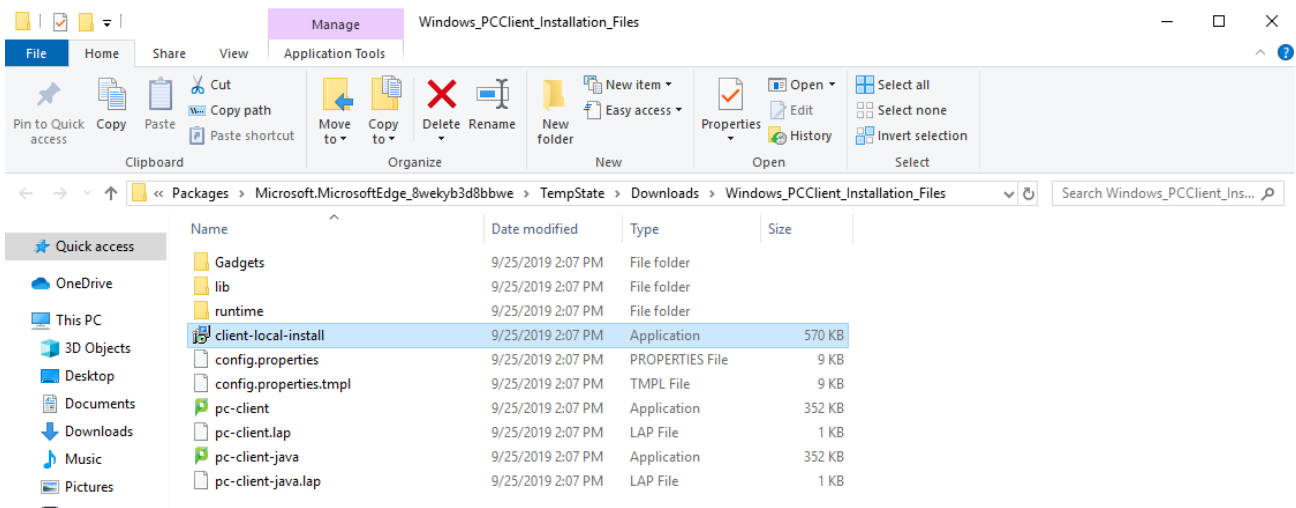 Manage Windows_PCClient_Installation_Files
File Home Share View Application Tools
Pin to Quick access
Copy
Paste
Cut
Copy path
Paste shortcut
Clipboard
Move to
Copy to
Delete
Rename
Organize
New folder
New item
Easy access
New
Properties
Open
Edit
History
Open
Select all
Select none
Invert selection
Select
« Packages > Microsoft.MicrosoftEdge_8wekyb3d8bbwe > TempState > Downloads > Windows_PCClient_Installation_Files
Search Windows_PCClient_Ins...
Quick access
OneDrive
This PC
3D Objects
Desktop
Documents
Downloads
Music
Pictures
Name Date modified Type Size
Gadgets 9/25/2019 2:07 PM File folder
lib 9/25/2019 2:07 PM File folder
runtime 9/25/2019 2:07 PM File folder
client-local-install 9/25/2019 2:07 PM Application 570 KB
config.properties 9/25/2019 2:07 PM PROPERTIES File 9 KB
config.properties.tmpl 9/25/2019 2:07 PM TMPL File 9 KB
pc-client 9/25/2019 2:07 PM Application 352 KB
pc-client.lap 9/25/2019 2:07 PM LAP File 1 KB
pc-client-java 9/25/2019 2:07 PM Application 352 KB
pc-client-java.lap 9/25/2019 2:07 PM LAP File 1 KB